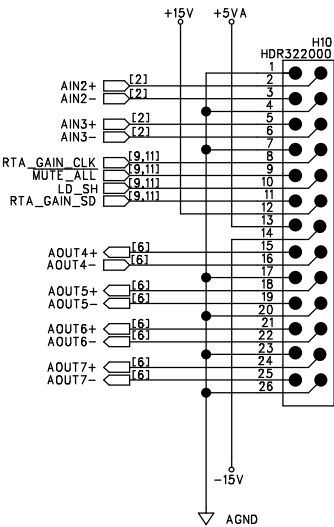 +15V +5VA
H10
HDR322000
1
AIN2+ [2] 2
AIN2- [2] 3
4
AIN3+ [2] 5
AIN3- [2] 6
7
RTA_GAIN_CLK [9,11] 8
MUTE_ALL [9,11] 9
LD_SH [9,11] 10
RTA_GAIN_SD [9,11] 11
12
13
14
AOUT4+ [6] 15
AOUT4- [6] 16
17
AOUT5+ [6] 18
AOUT5- [6] 19
20
AOUT6+ [6] 21
AOUT6- [6] 22
23
AOUT7+ [6] 24
AOUT7- [6] 25
26
-15V
AGND